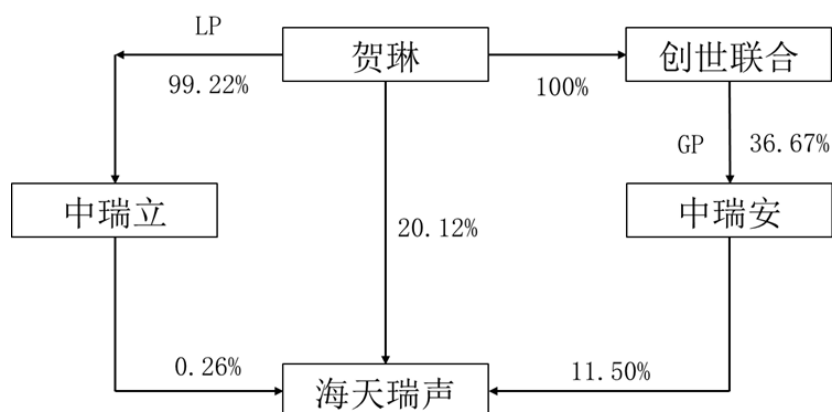 LP
贺琳
创世联合
99.22%
100%
GP
36.67%
中瑞立
中瑞安
20.12%
0.26%
海天瑞声
11.50%